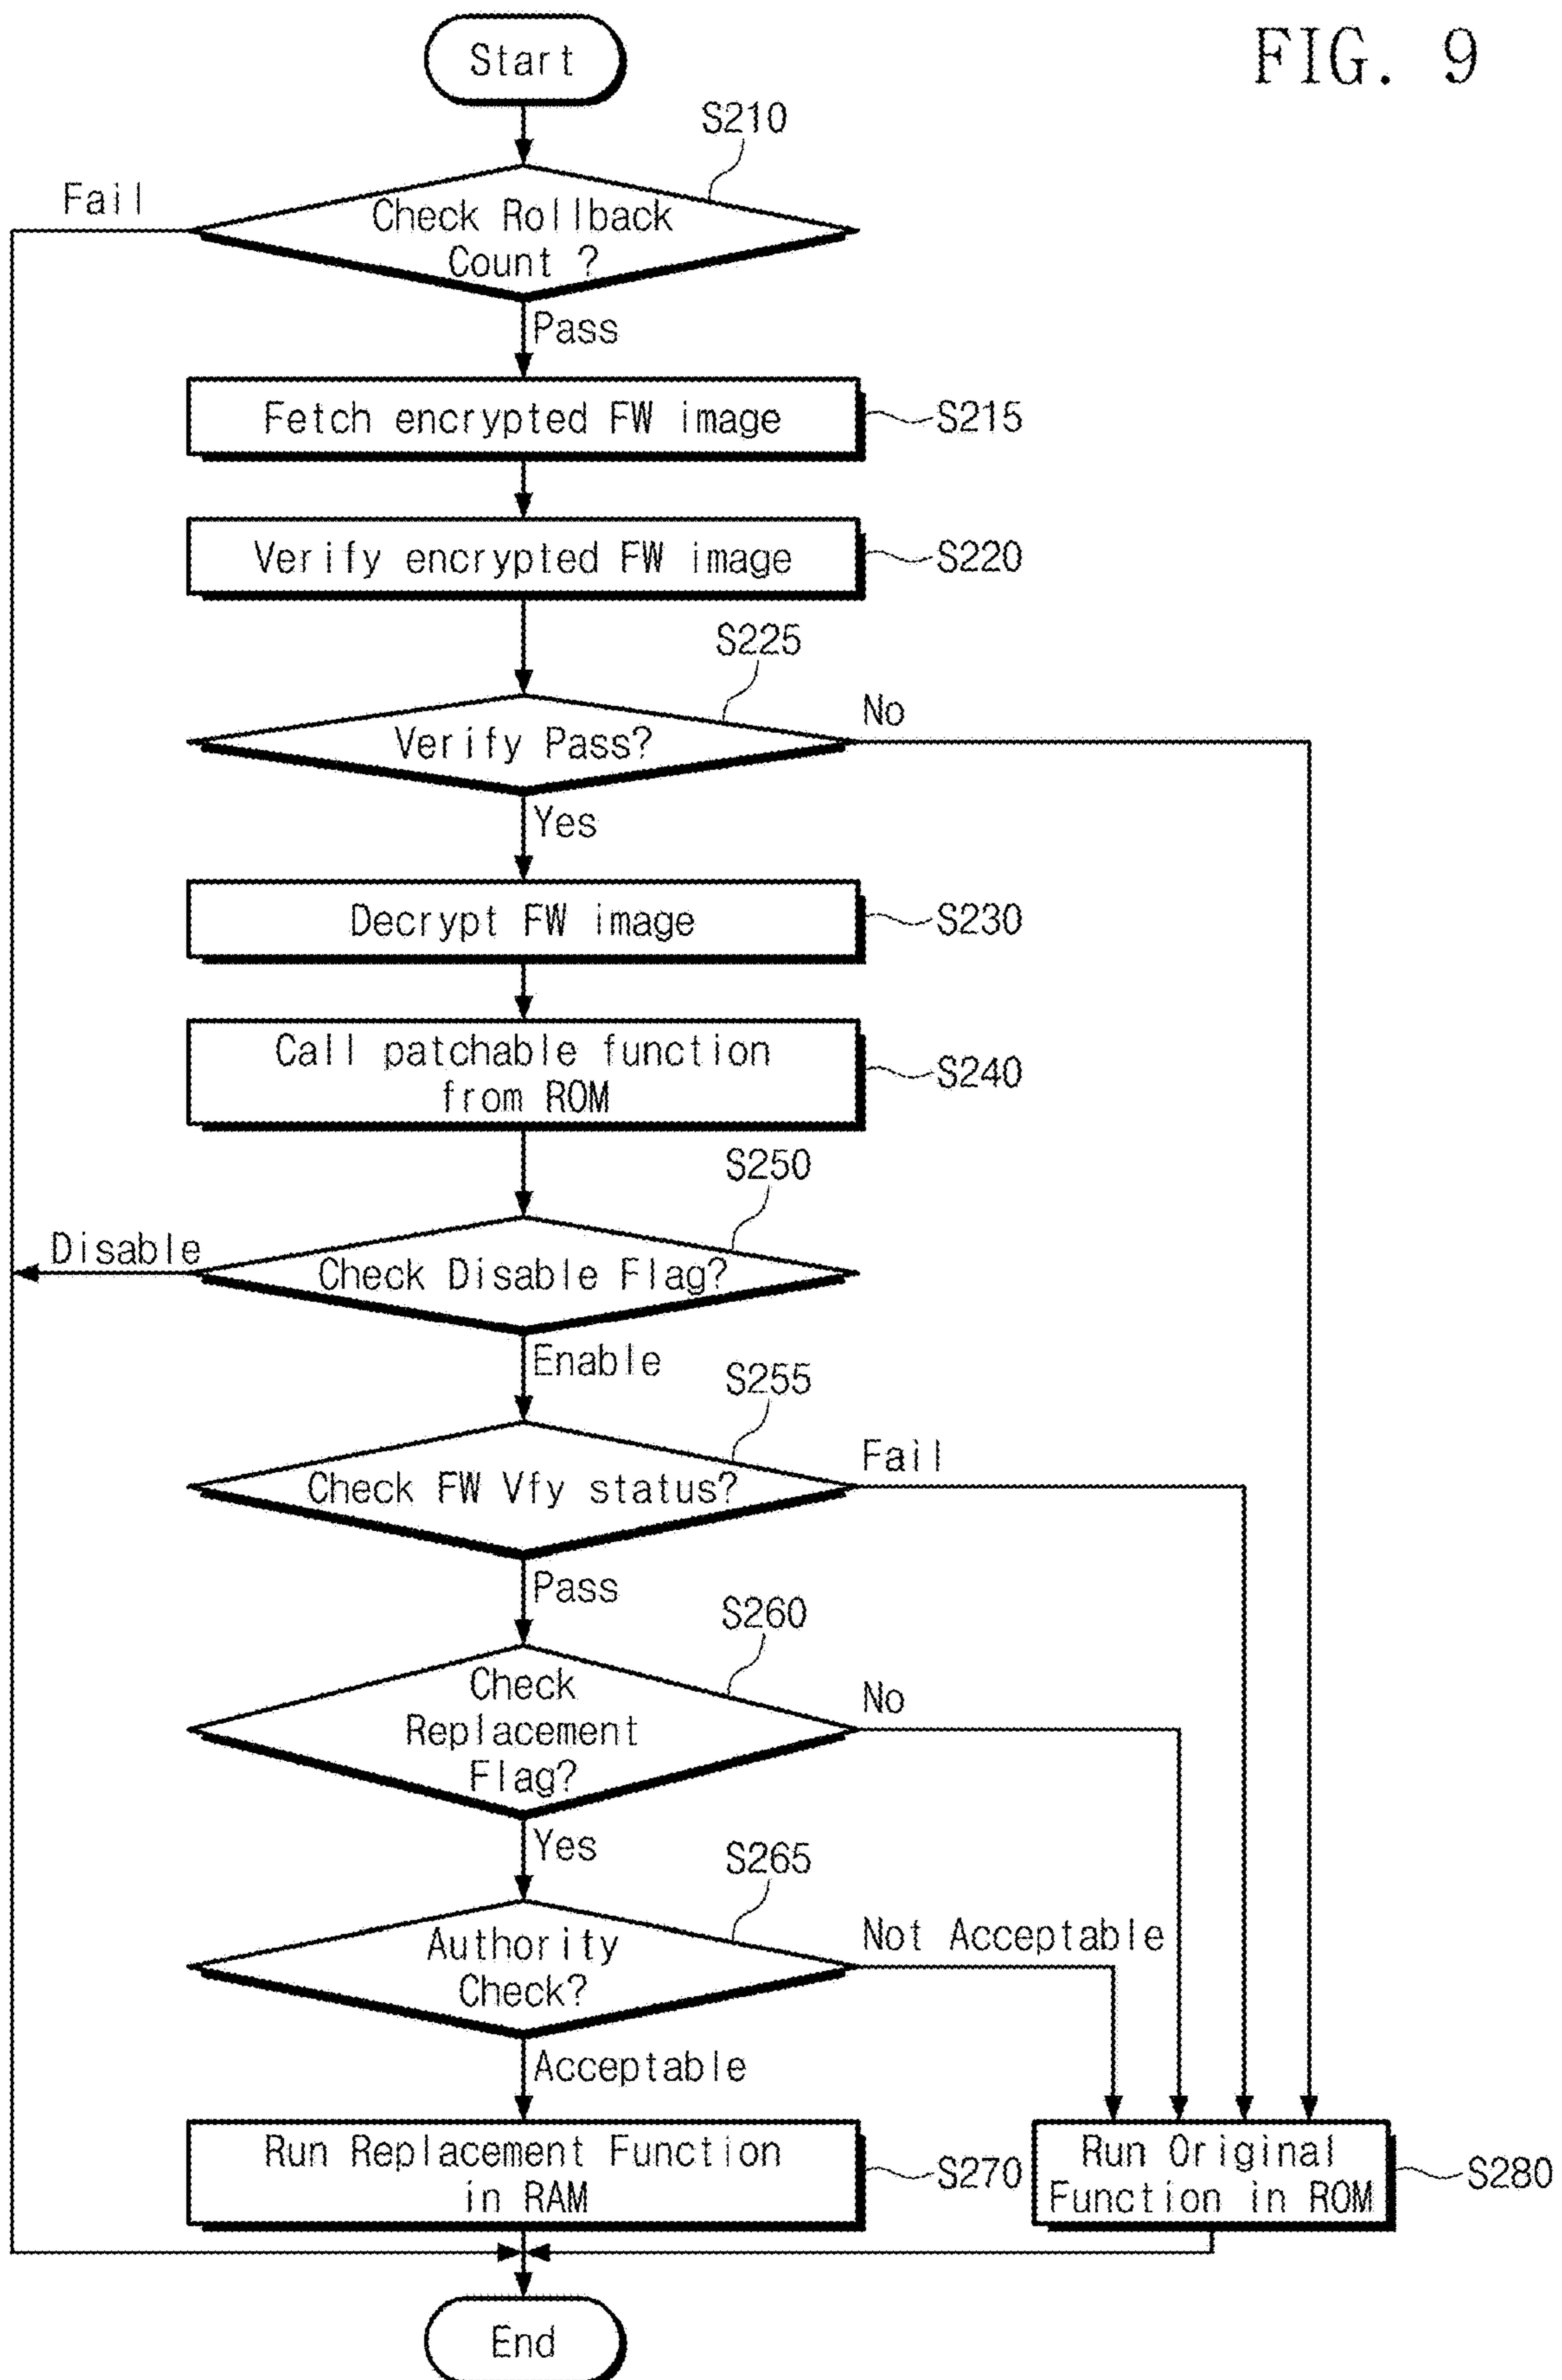 FIG. 9
Start
S210
Fail
Check Rollback
Count ?
Pass
Fetch encrypted FW image
S215
Verify encrypted FW image
S220
S225
No
Verify Pass?
Yes
Decrypt FW image
S230
Call patchable function
from ROM
S240
S250
Disable
Check Disable Flag?
Enable
S255
Fail
Check FW Vfy status?
Pass
S260
Check
Replacement
Flag?
No
Yes
S265
Authority
Check?
Not Acceptable
Acceptable
Run Replacement Function
in RAM
S270
Run Original
Function in ROM
S280
End